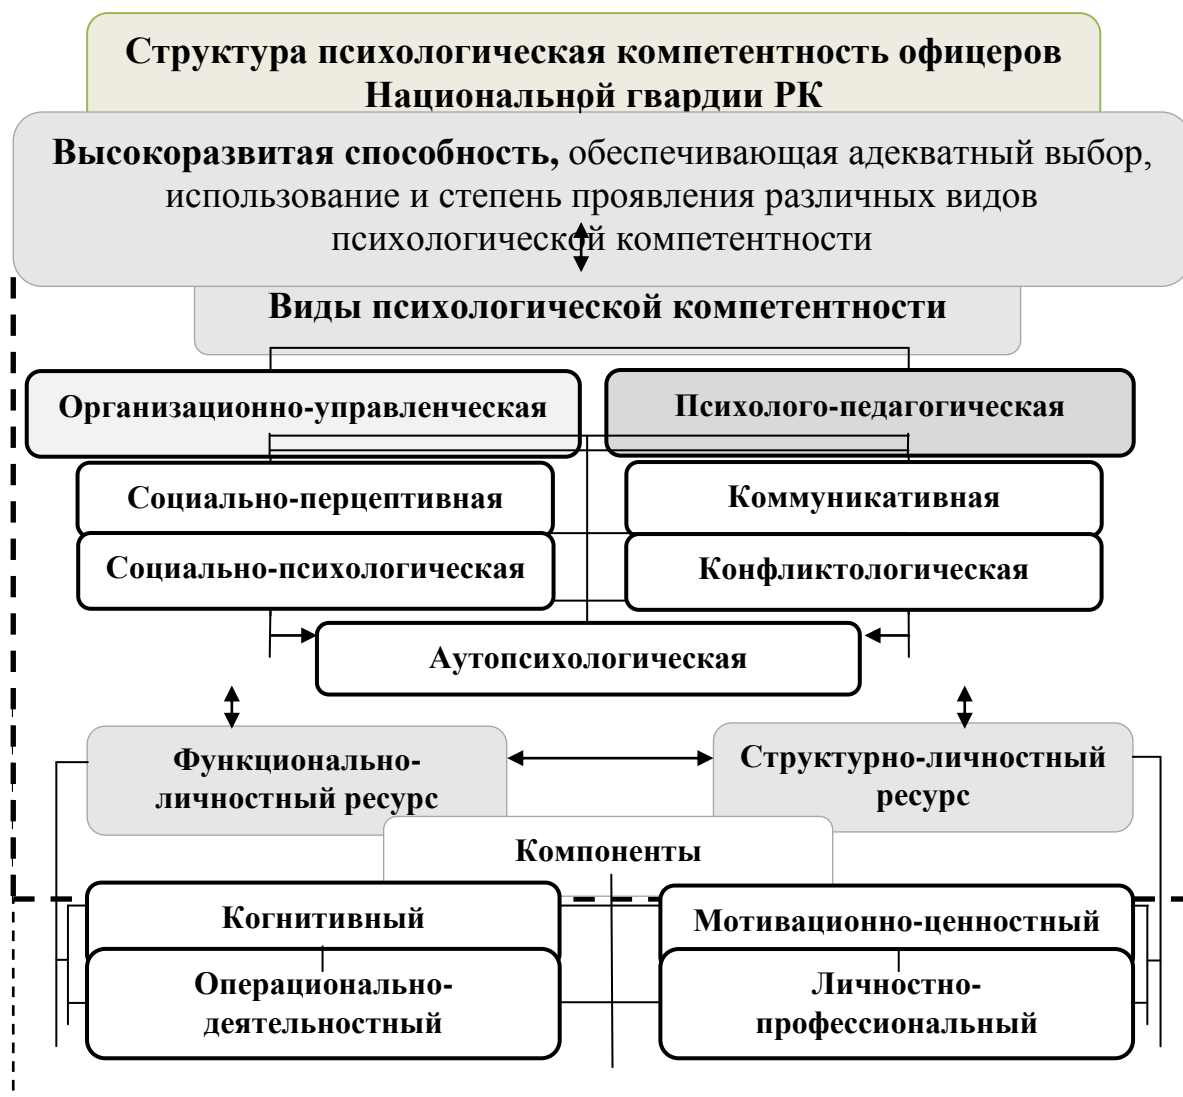 Структура психологическая компетентность офицеров
Национальной гвардии РК
Высокоразвитая способность, обеспечивающая адекватный выбор,
использование и степень проявления различных видов
психологической компетентности
Виды психологической компетентности
Организационно-управленческая
Психолого-педагогическая
Социально-перцептивная
Коммуникативная
Социально-психологическая
Конфликтологическая
Аутопсихологическая
Функционально-
личностный ресурс
Структурно-личностный
ресурс
Компоненты
Когнитивный
Мотивационно-ценностный
Операционально-
деятельностный
Личностно-
профессиональный